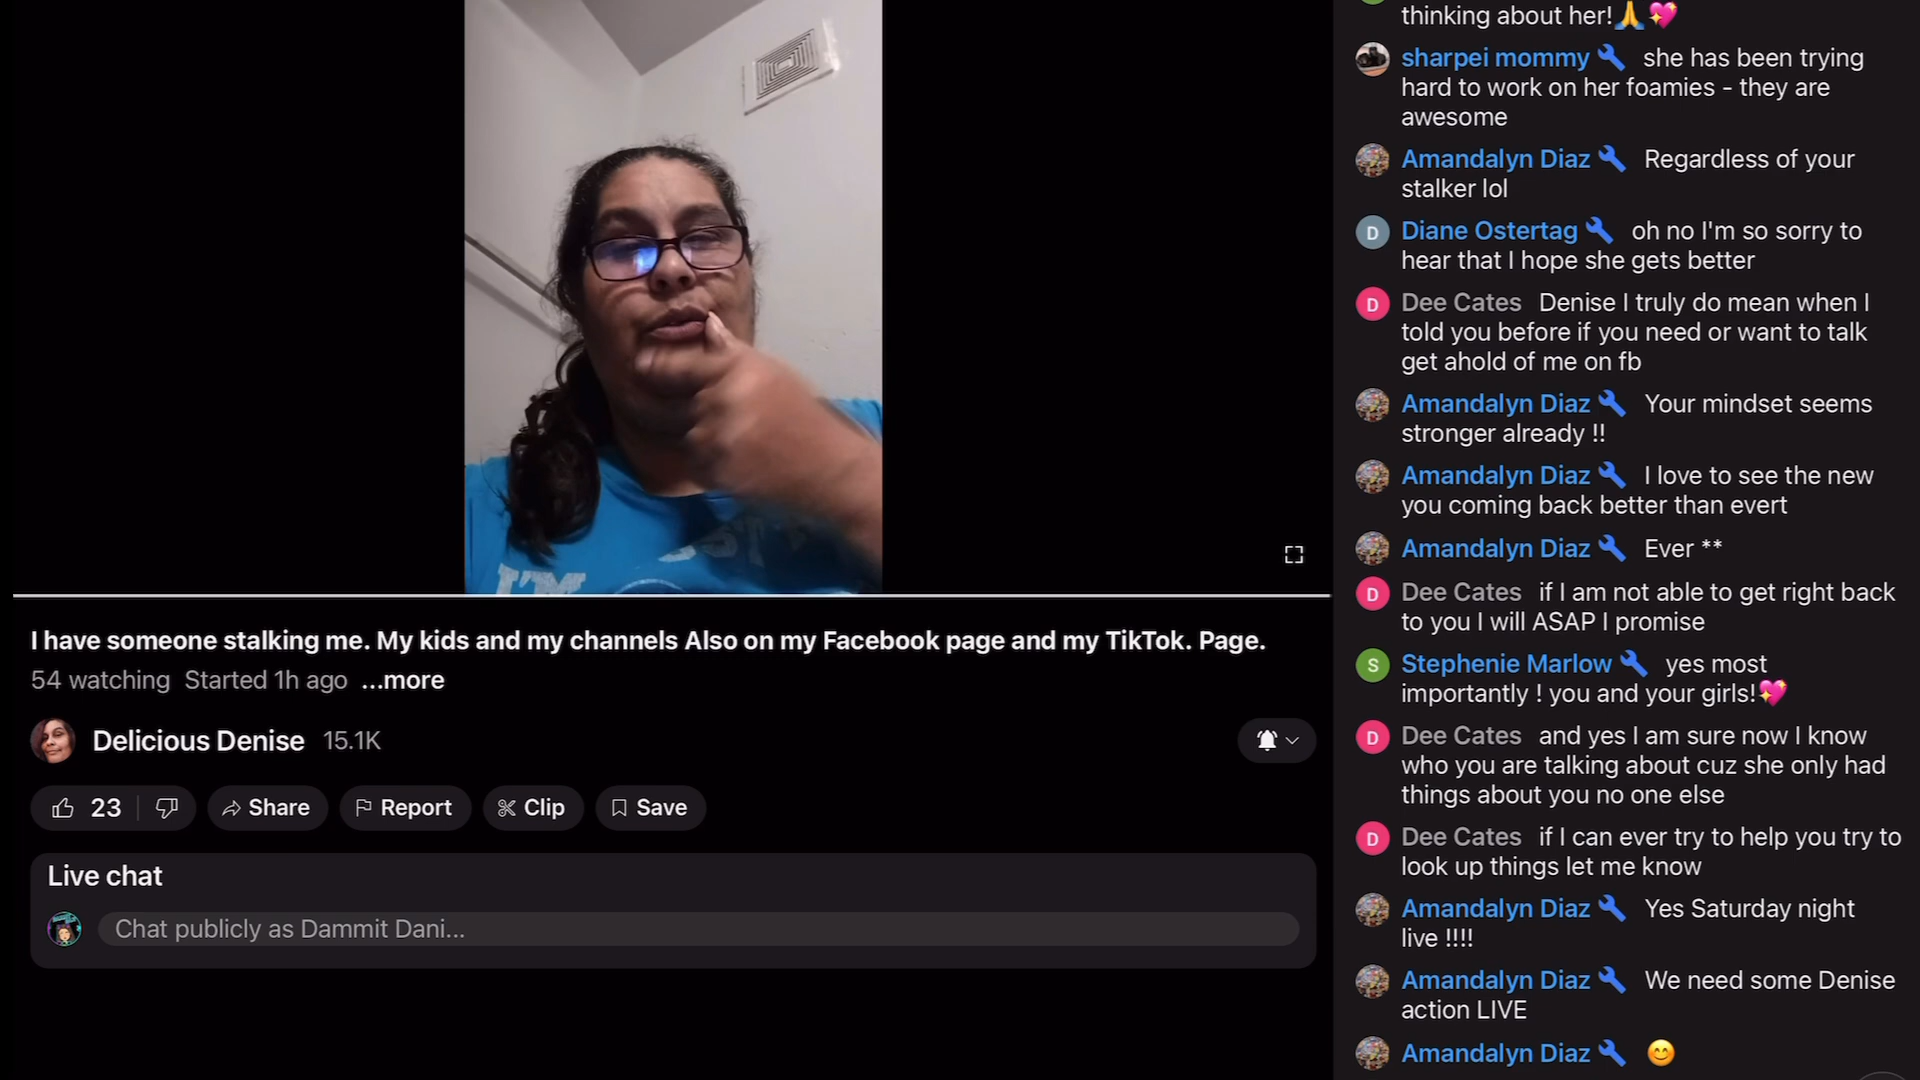 I'M
I have someone stalking me. My kids and my channels Also on my Facebook page and my TikTok. Page.
54 watching Started 1h ago ...more
Delicious Denise 15.1K
23 Share Report Clip Save
Live chat
Chat publicly as Dammit Dani...
thinking about her!🙏💖
sharpei mommy she has been trying
hard to work on her foamies - they are
awesome
Amandalyn Diaz Regardless of your
stalker lol
D Diane Ostertag oh no I'm so sorry to
hear that I hope she gets better
D Dee Cates Denise I truly do mean when I
told you before if you need or want to talk
get ahold of me on fb
Amandalyn Diaz Your mindset seems
stronger already !!
Amandalyn Diaz I love to see the new
you coming back better than evert
Amandalyn Diaz Ever **
D Dee Cates if I am not able to get right back
to you I will ASAP I promise
S Stephenie Marlow yes most
importantly ! you and your girls!💖
D Dee Cates and yes I am sure now I know
who you are talking about cuz she only had
things about you no one else
D Dee Cates if I can ever try to help you try to
look up things let me know
Amandalyn Diaz Yes Saturday night
live !!!!
Amandalyn Diaz We need some Denise
action LIVE
Amandalyn Diaz 😊